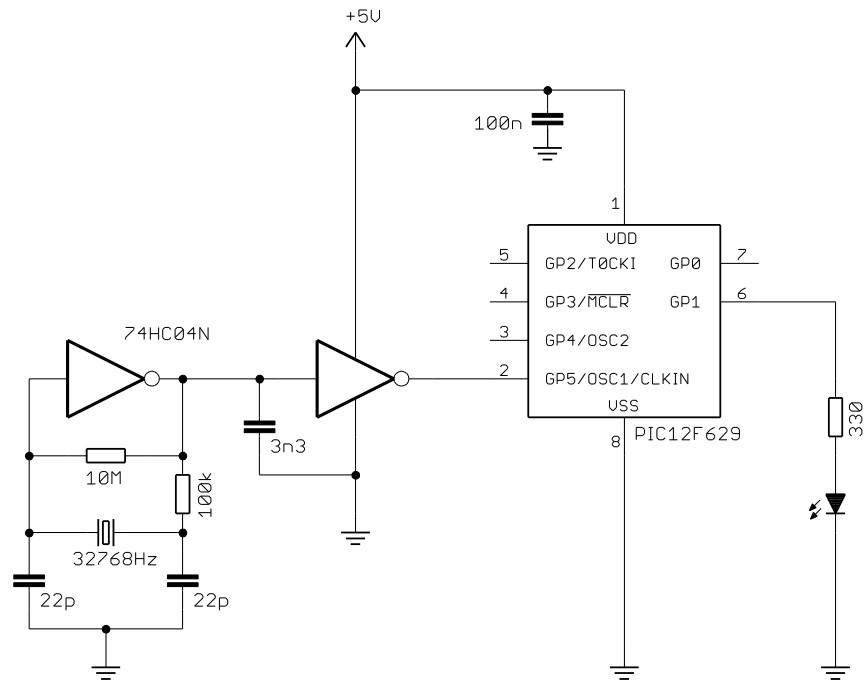 +5V
100n
1
VDD
5
GP2/T0CKI
GP0
7
4
GP3/MCLR
GP1
6
74HC04N
3
GP4/OSC2
2
GP5/OSC1/CLKIN
VSS
330
8
PIC12F629
3n3
10M
100k
32768Hz
22p
22p